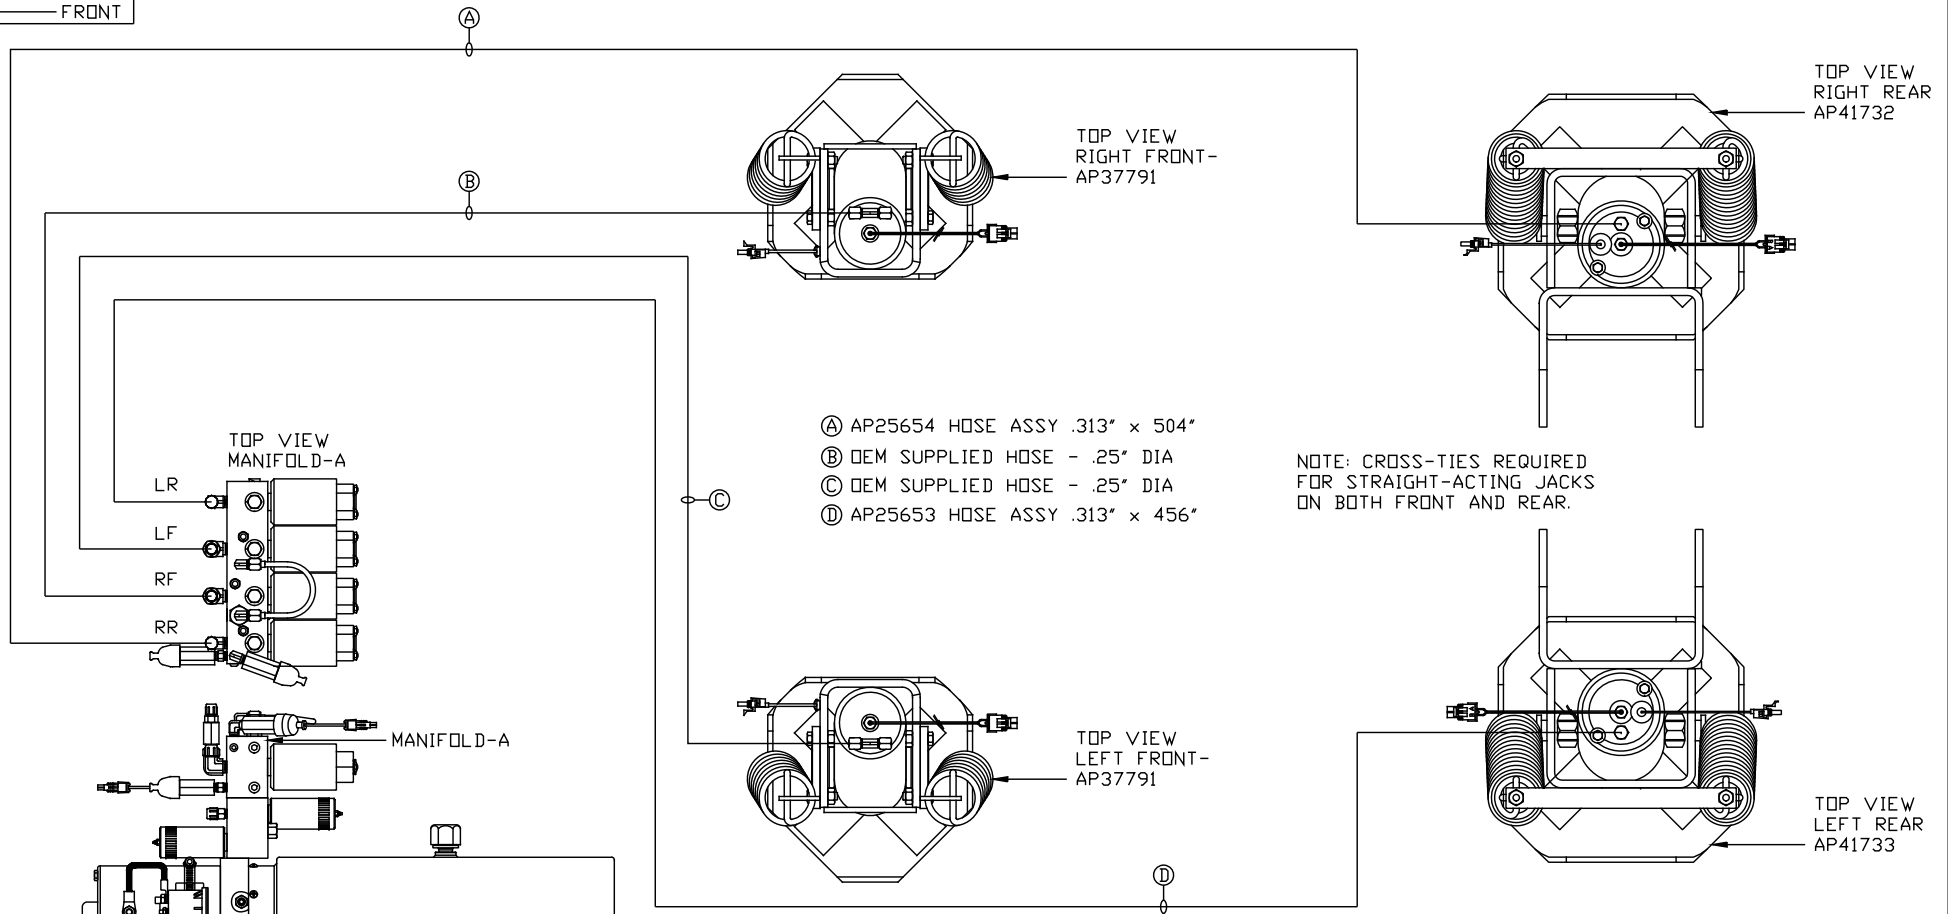 FRONT
A
TOP VIEW
RIGHT REAR
AP41732
TOP VIEW
RIGHT FRONT-
AP37791
B
TOP VIEW
MANIFOLD-A
LR
LF
RF
RR
C
A AP25654 HOSE ASSY .313" x 504"
B OEM SUPPLIED HOSE - .25" DIA
C OEM SUPPLIED HOSE - .25" DIA
D AP25653 HOSE ASSY .313" x 456"
NOTE: CROSS-TIES REQUIRED
FOR STRAIGHT-ACTING JACKS
ON BOTH FRONT AND REAR.
MANIFOLD-A
TOP VIEW
LEFT FRONT-
AP37791
TOP VIEW
LEFT REAR
AP41733
D